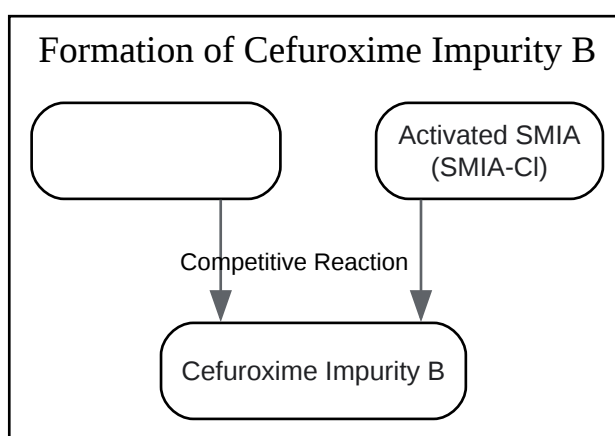 Formation of Cefuroxime Impurity B
Activated SMIA
(SMIA-Cl)
Competitive Reaction
Cefuroxime Impurity B